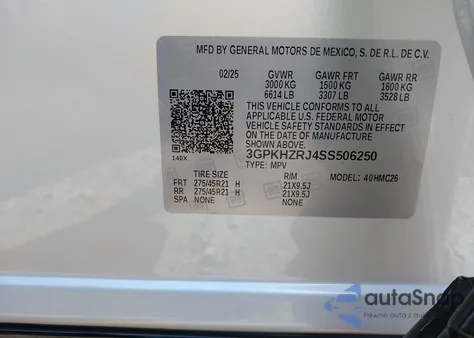 MFD BY GENERAL MOTORS DE MEXICO, S. DE R.L. DE C.V.
02/25 GVWR GAWR FRT GAWR RR
3000 KG 1500 KG 1600 KG
6614 LB 3307 LB 3528 LB
THIS VEHICLE CONFORMS TO ALL
APPLICABLE U.S. FEDERAL MOTOR
VEHICLE SAFETY STANDARDS IN EFFECT
ON THE DATE OF MANUFACTURE
SHOWN ABOVE.
3GPKHZRJ4SS506250
140X TYPE: MPV
TIRE SIZE RIM MODEL: 40HMC26
FRT 275/45R21 H 21X9.5J
RR 275/45R21 H 21X9.5J
SPA NONE NONE
autoSnap
Pewne auta z